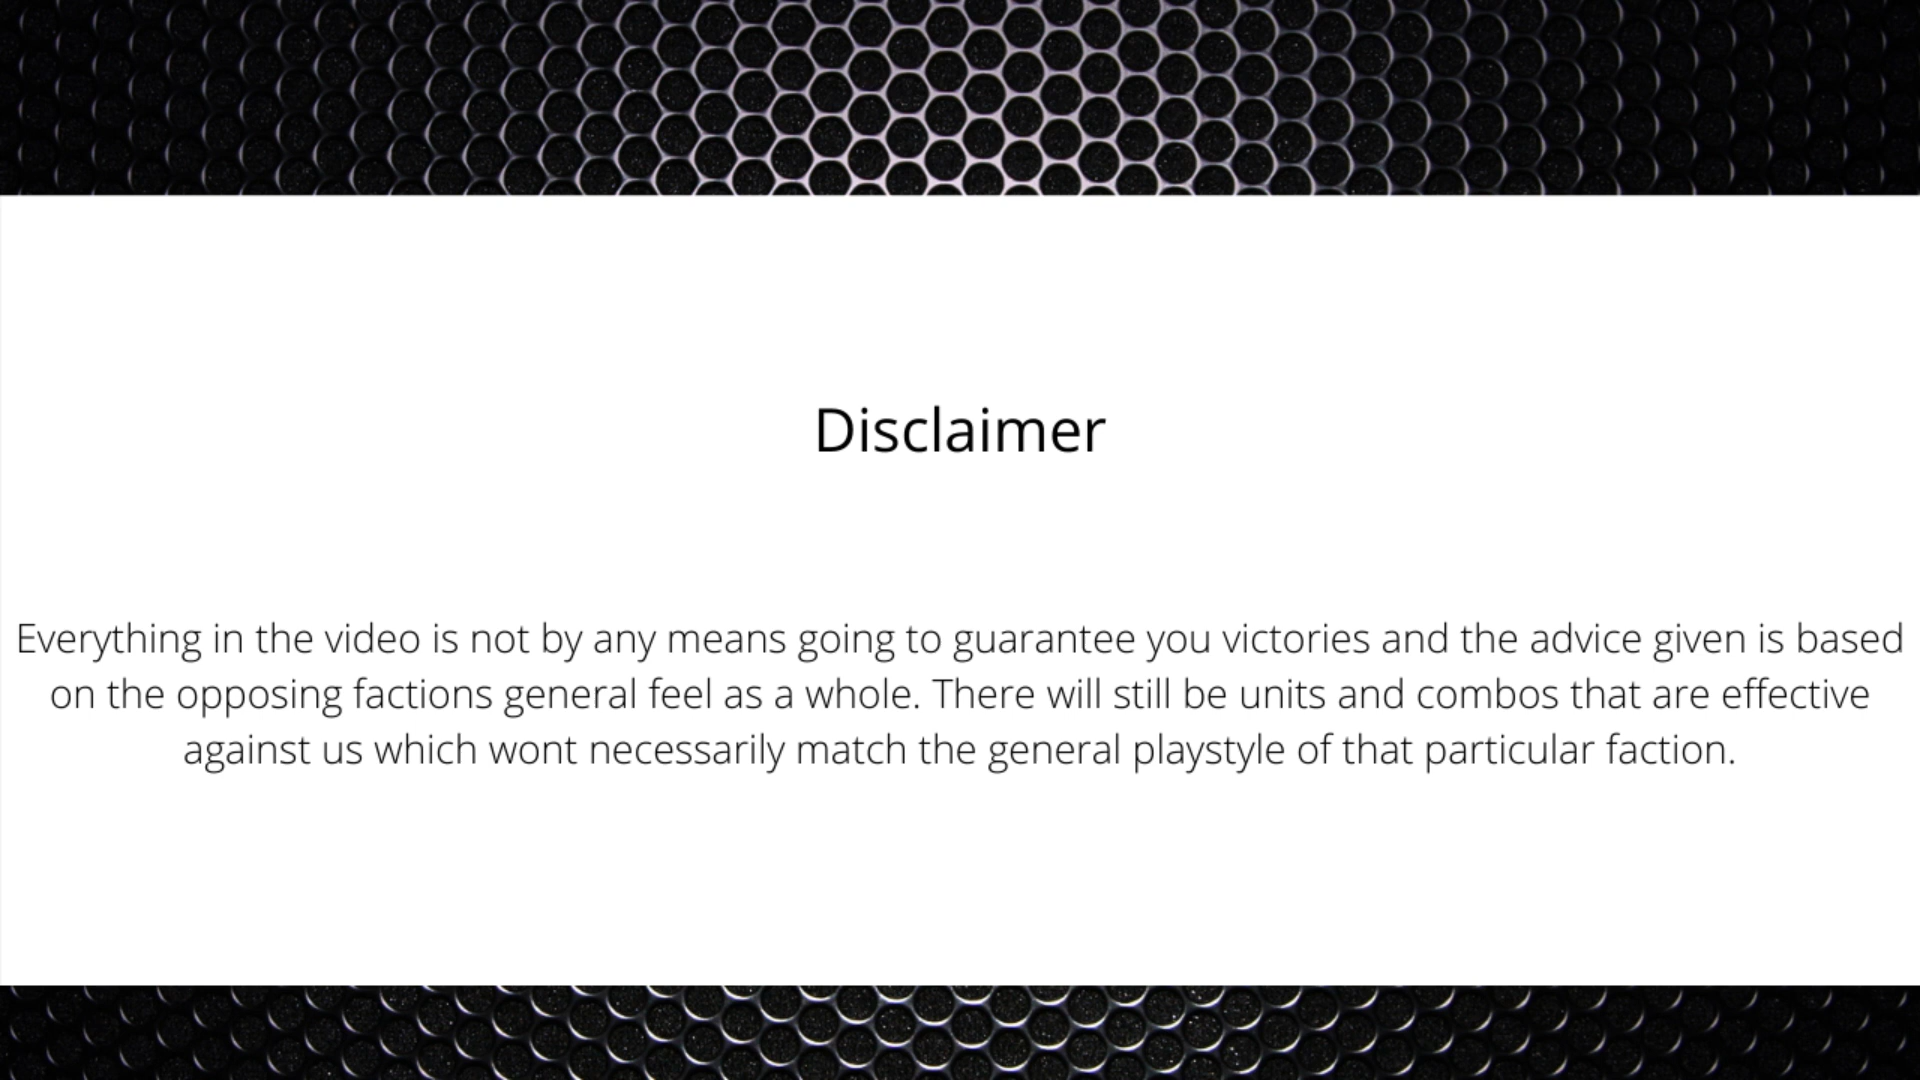 Disclaimer
Everything in the video is not by any means going to guarantee you victories and the advice given is based
on the opposing factions general feel as a whole. There will still be units and combos that are effective
against us which wont necessarily match the general playstyle of that particular faction.